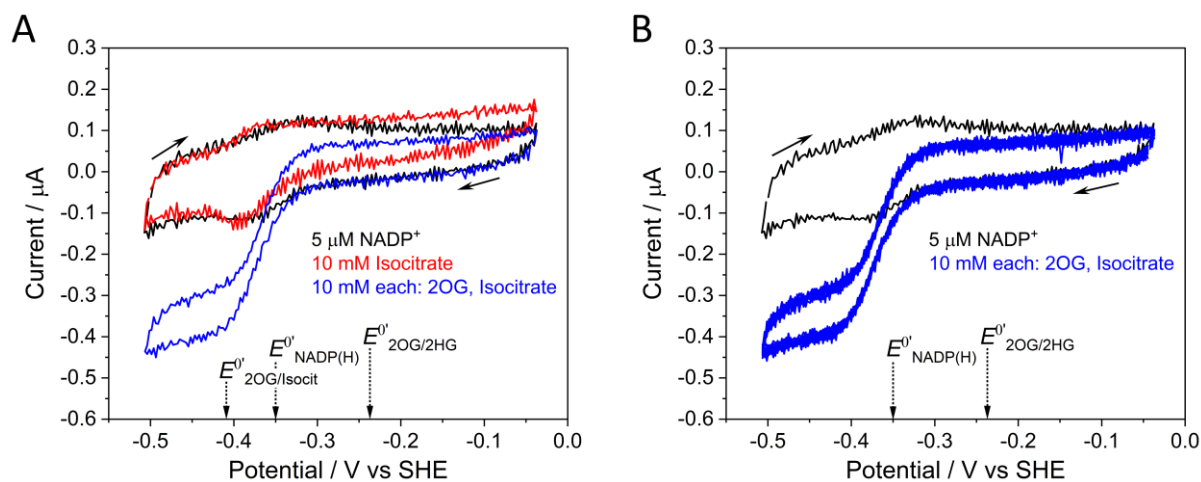 A
0.3
0.2
0.1
0.0
-0.1
-0.2
-0.3
-0.4
-0.5
-0.6
Current / μA
5 μM NADP⁺
10 mM Isocitrate
10 mM each: 2OG, Isocitrate
E⁰'2OG/Isocit
E⁰'NADP(H)
E⁰'2OG/2HG
-0.5 -0.4 -0.3 -0.2 -0.1 0.0
Potential / V vs SHE
B
0.3
0.2
0.1
0.0
-0.1
-0.2
-0.3
-0.4
-0.5
-0.6
Current / μA
5 μM NADP⁺
10 mM each: 2OG, Isocitrate
E⁰'NADP(H)
E⁰'2OG/2HG
-0.5 -0.4 -0.3 -0.2 -0.1 0.0
Potential / V vs SHE